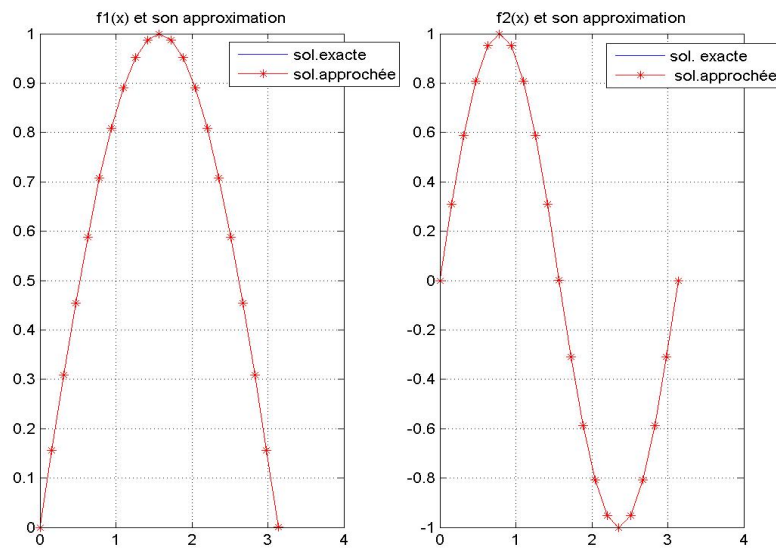 f1(x) et son approximation
sol.exacte
sol.approchée
1
0.9
0.8
0.7
0.6
0.5
0.4
0.3
0.2
0.1
0
0 1 2 3 4
f2(x) et son approximation
sol. exacte
sol.approchée
1
0.8
0.6
0.4
0.2
0
-0.2
-0.4
-0.6
-0.8
-1
0 1 2 3 4